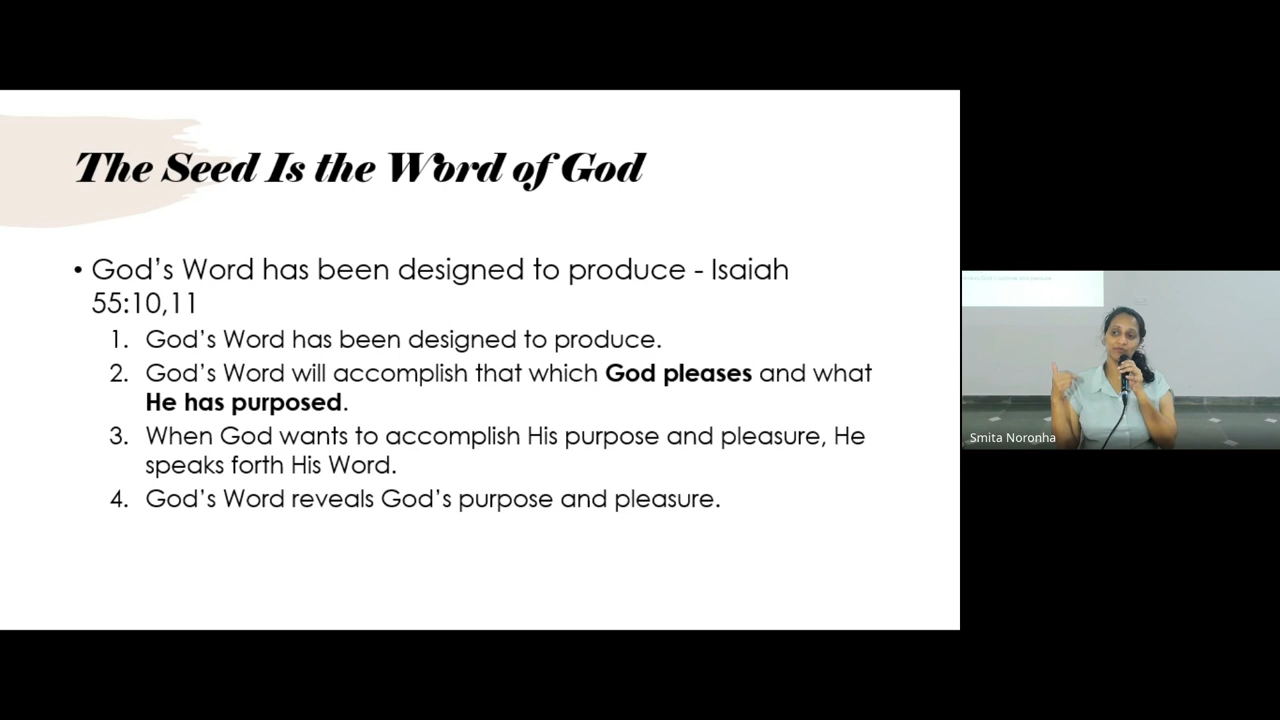 The Seed Is the Word of God
• God's Word has been designed to produce - Isaiah
55:10,11
1. God's Word has been designed to produce.
2. God's Word will accomplish that which God pleases and what
He has purposed.
3. When God wants to accomplish His purpose and pleasure, He
speaks forth His Word.
4. God's Word reveals God's purpose and pleasure.
Smita Noronha